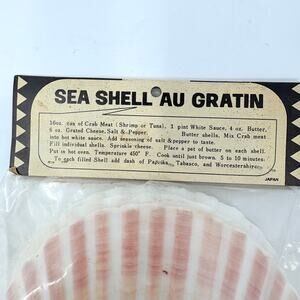 SEA SHELL AU GRATIN
16oz. can of Crab Meat (Shrimp or Tuna), 1 pint White Sauce, 4 oz. Butter,
6 oz. Grated Cheese, Salt & Pepper. Butter shells, Mix Crab meat
into hot white sauce. Add seasoning of salt & pepper to taste.
Fill individual shells. Sprinkle cheese. Place a pat of butter on each shell.
Put in hot oven. Temperature 450° F. Cook until just brown. 5 to 10 minutes.
To each filled Shell add dash of Paprika, Tabasco, and Worcestershire.
JAPAN